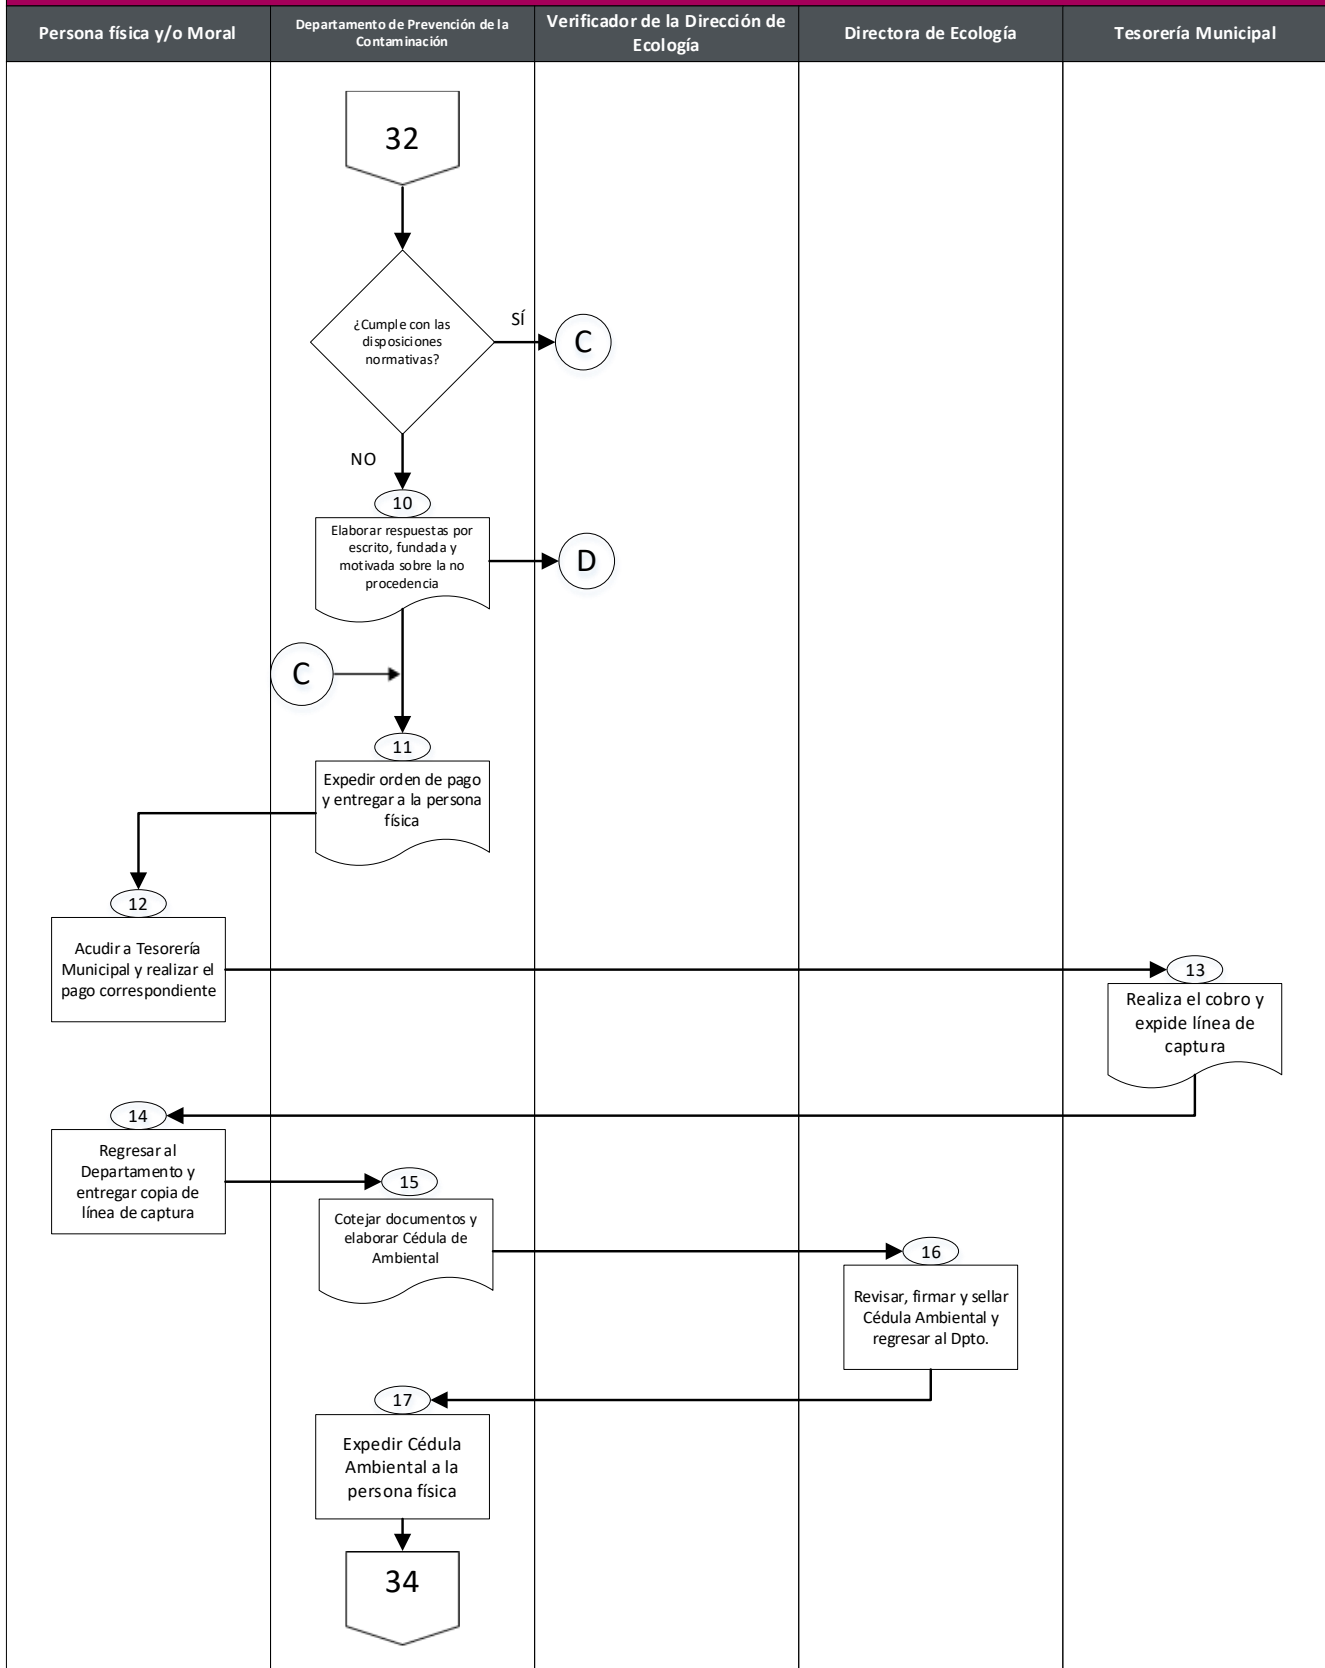 Persona física y/o Moral
Departamento de Prevención de la
Contaminación
Verificador de la Dirección de
Ecología
Directora de Ecología
Tesorería Municipal
32
¿Cumple con las
disposiciones
normativas?
SÍ
C
NO
10
Elaborar respuestas por
escrito, fundada y
motivada sobre la no
procedencia
D
C
11
Expedir orden de pago
y entregar a la persona
física
12
Acudir a Tesorería
Municipal y realizar el
pago correspondiente
13
Realiza el cobro y
expide línea de
captura
14
Regresar al
Departamento y
entregar copia de
línea de captura
15
Cotejar documentos y
elaborar Cédula de
Ambiental
16
Revisar, firmar y sellar
Cédula Ambiental y
regresar al Dpto.
17
Expedir Cédula
Ambiental a la
persona física
34